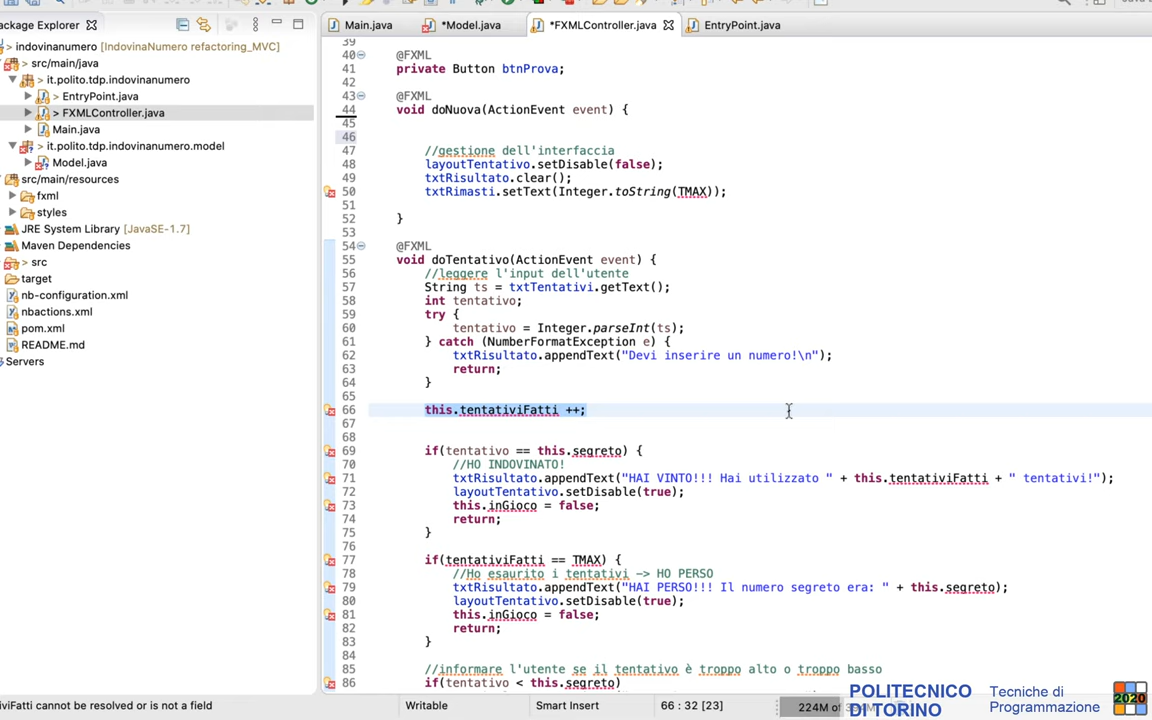 Package Explorer
Main.java
*Model.java
*FXMLController.java
EntryPoint.java
> indovinanumero [IndovinaNumero refactoring_MVC]
> src/main/java
> it.polito.tdp.indovinanumero
> EntryPoint.java
> FXMLController.java
Main.java
it.polito.tdp.indovinanumero.model
Model.java
src/main/resources
fxml
styles
JRE System Library [JavaSE-1.7]
Maven Dependencies
> src
target
nb-configuration.xml
nbactions.xml
pom.xml
README.md
Servers
39
40 @FXML
41 private Button btnProva;
42
43 @FXML
44 void doNuova(ActionEvent event) {
45
46
47 //gestione dell'interfaccia
48 layoutTentativo.setDisable(false);
49 txtRisultato.clear();
50 txtRimasti.setText(Integer.toString(TMAX));
51
52 }
53
54 @FXML
55 void doTentativo(ActionEvent event) {
56 //leggere l'input dell'utente
57 String ts = txtTentativi.getText();
58 int tentativo;
59 try {
60 tentativo = Integer.parseInt(ts);
61 } catch (NumberFormatException e) {
62 txtRisultato.appendText("Devi inserire un numero!\n");
63 return;
64 }
65
66 this.tentativiFatti ++;
67
68
69 if(tentativo == this.segreto) {
70 //HO INDOVINATO!
71 txtRisultato.appendText("HAI VINTO!!! Hai utilizzato " + this.tentativiFatti + " tentativi!");
72 layoutTentativo.setDisable(true);
73 this.inGioco = false;
74 return;
75 }
76
77 if(tentativiFatti == TMAX) {
78 //Ho esaurito i tentativi -> HO PERSO
79 txtRisultato.appendText("HAI PERSO!!! Il numero segreto era: " + this.segreto);
80 layoutTentativo.setDisable(true);
81 this.inGioco = false;
82 return;
83 }
84
85 //informare l'utente se il tentativo è troppo alto o troppo basso
86 if(tentativo < this.segreto)
iviFatti cannot be resolved or is not a field
Writable
Smart Insert
66 : 32 [23]
224M
POLITECNICO
DI TORINO
Tecniche di
Programmazione
2020